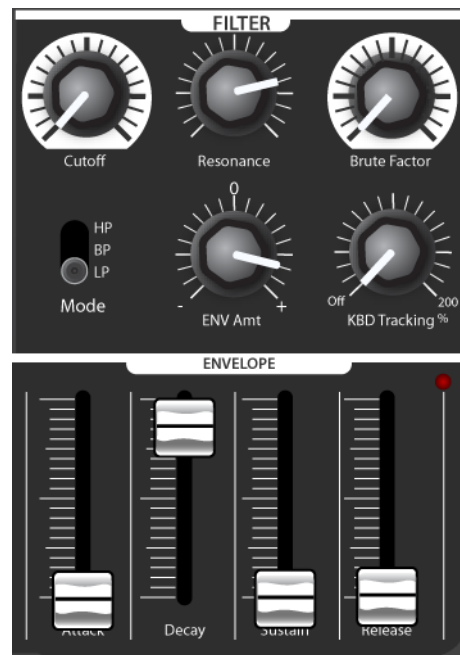 FILTER
Cutoff
Resonance
Brute Factor
HP
BP
LP
Mode
0
- +
ENV Amt
Off
200
%
KBD Tracking
ENVELOPE
Attack
Decay
Sustain
Release